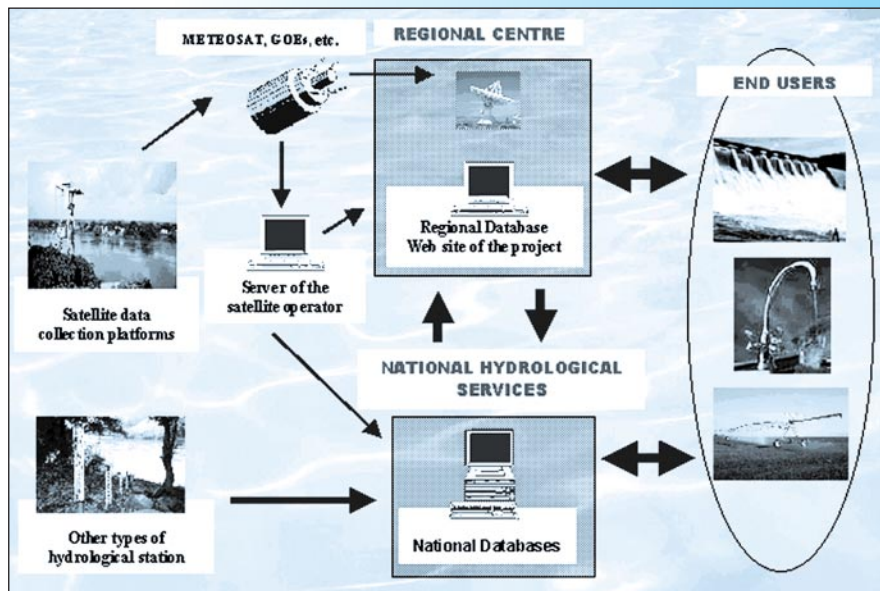 METEOSAT, GOEs, etc.
REGIONAL CENTRE
END USERS
Regional Database
Web site of the project
Server of the
satellite operator
Satellite data
collection platforms
NATIONAL HYDROLOGICAL
SERVICES
Other types of
hydrological station
National Databases